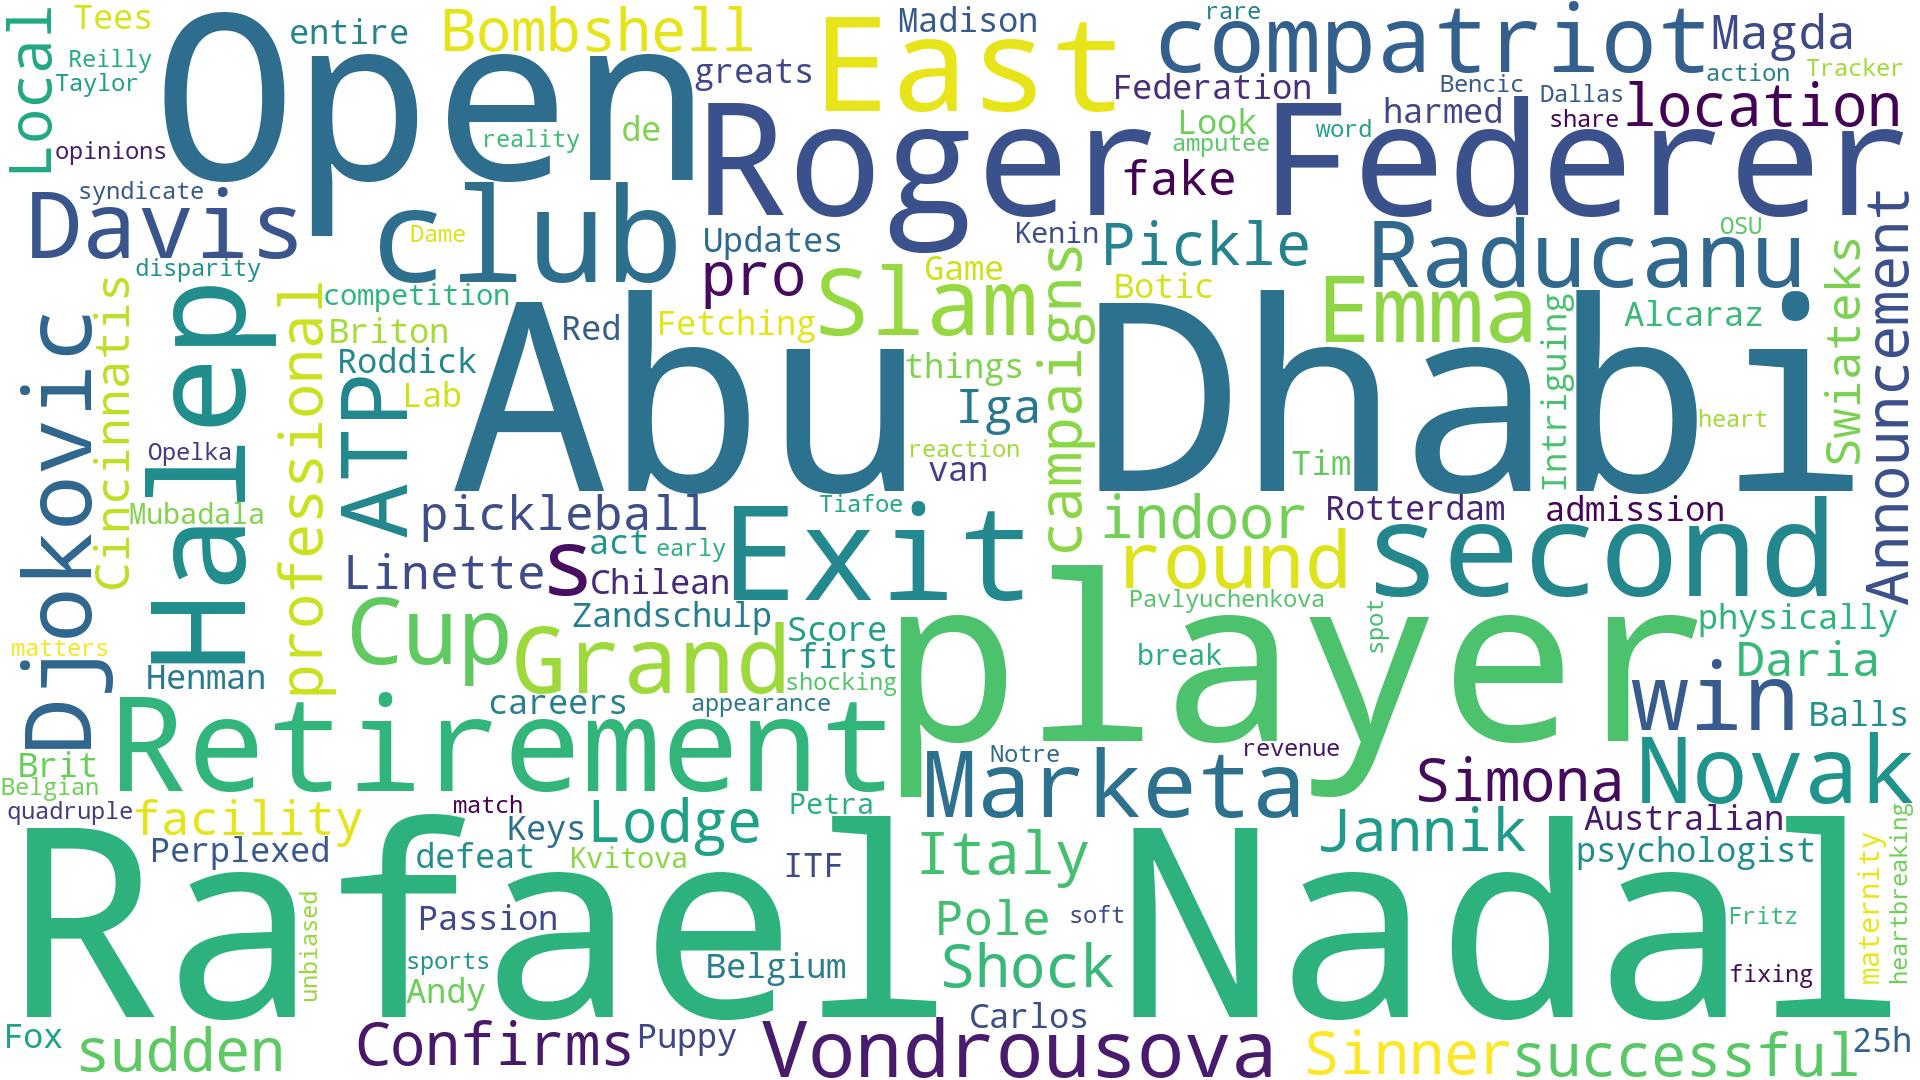 Local
Tees
Reilly
Taylor
opinions
Open
entire
Bombshell
greats
East
Madison
compatriot
rare
Magda
Federation
Bencic
action
Tracker
Dallas
harmed
share
location
reality
de
Roger
Look
amputee
word
Federer
fake
syndicate
Davis
club
Dame
Updates
Kenin
Pickle
Raducanu
OSU
Announcement
disparity
pro
Slam
Game
campaigns
Botic
Emma
Swiateks
Djokovic
Cincinnatis
Halep
professional
competition
Briton
Red
Fetching
Intriguing
Alcaraz
Roddick
Lab
ATP
Abu
things
Iga
Dhabi
heart
Opelka
reaction
van
Tim
Mubadala
pickleball
Tiafoe
indoor
Rotterdam
admission
Exit
act
early
s
round
second
Linette
Chilean
player
Pavlyuchenkova
spot
physically
Cup
Zandschulp
Score
Grand
first
break
Daria
matters
Henman
shocking
win
careers
appearance
Balls
Retirement
Brit
Belgian
Marketa
Notre
revenue
Simona
Novak
quadruple
facility
match
Keys
Lodge
Petra
Jannik
Australian
Perplexed
defeat
Kvitova
ITF
Italy
psychologist
maternity
heartbreaking
Rafael
unbiased
Passion
Pole
soft
Nadal
Fritz
sports
Andy
Belgium
Shock
fixing
Fox
sudden
Confirms
Puppy
Carlos
Vondrousova
Sinner
successful
25h